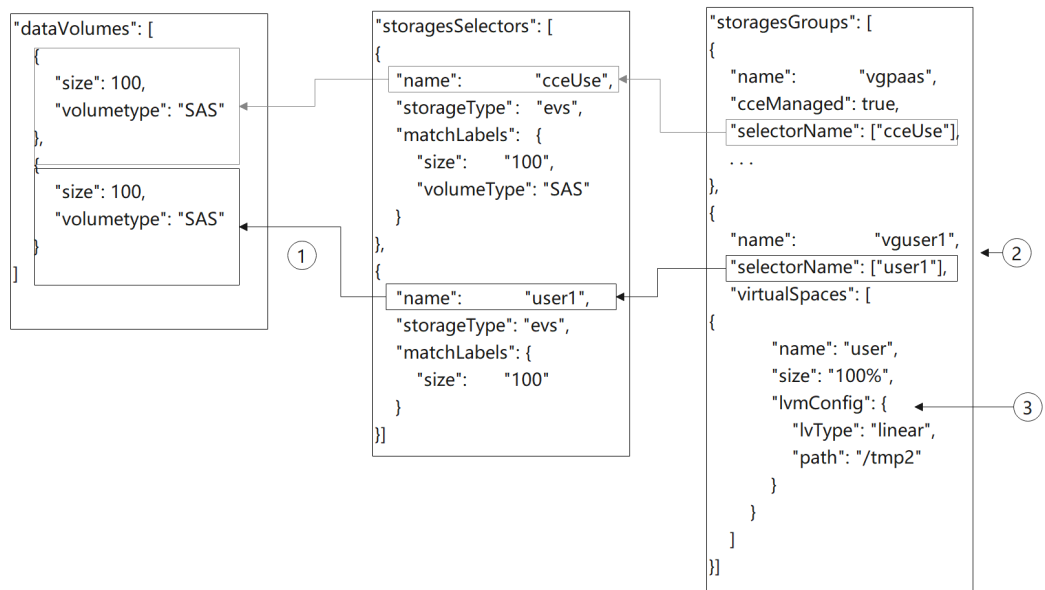 "dataVolumes": [
{
"size": 100,
"volumetype": "SAS"
},
{
"size": 100,
"volumetype": "SAS"
}
]
1
"storagesSelectors": [
{
"name": "cceUse",
"storageType": "evs",
"matchLabels": {
"size": "100",
"volumeType": "SAS"
}
},
{
"name": "user1",
"storageType": "evs",
"matchLabels": {
"size": "100"
}
}]
"storagesGroups": [
{
"name": "vgpaas",
"cceManaged": true,
"selectorName": ["cceUse"],
. . .
},
{
"name": "vguser1",
"selectorName": ["user1"],
"virtualSpaces": [
{
"name": "user",
"size": "100%",
"lvmConfig": {
"lvType": "linear",
"path": "/tmp2"
}
}
]
}]
2
3